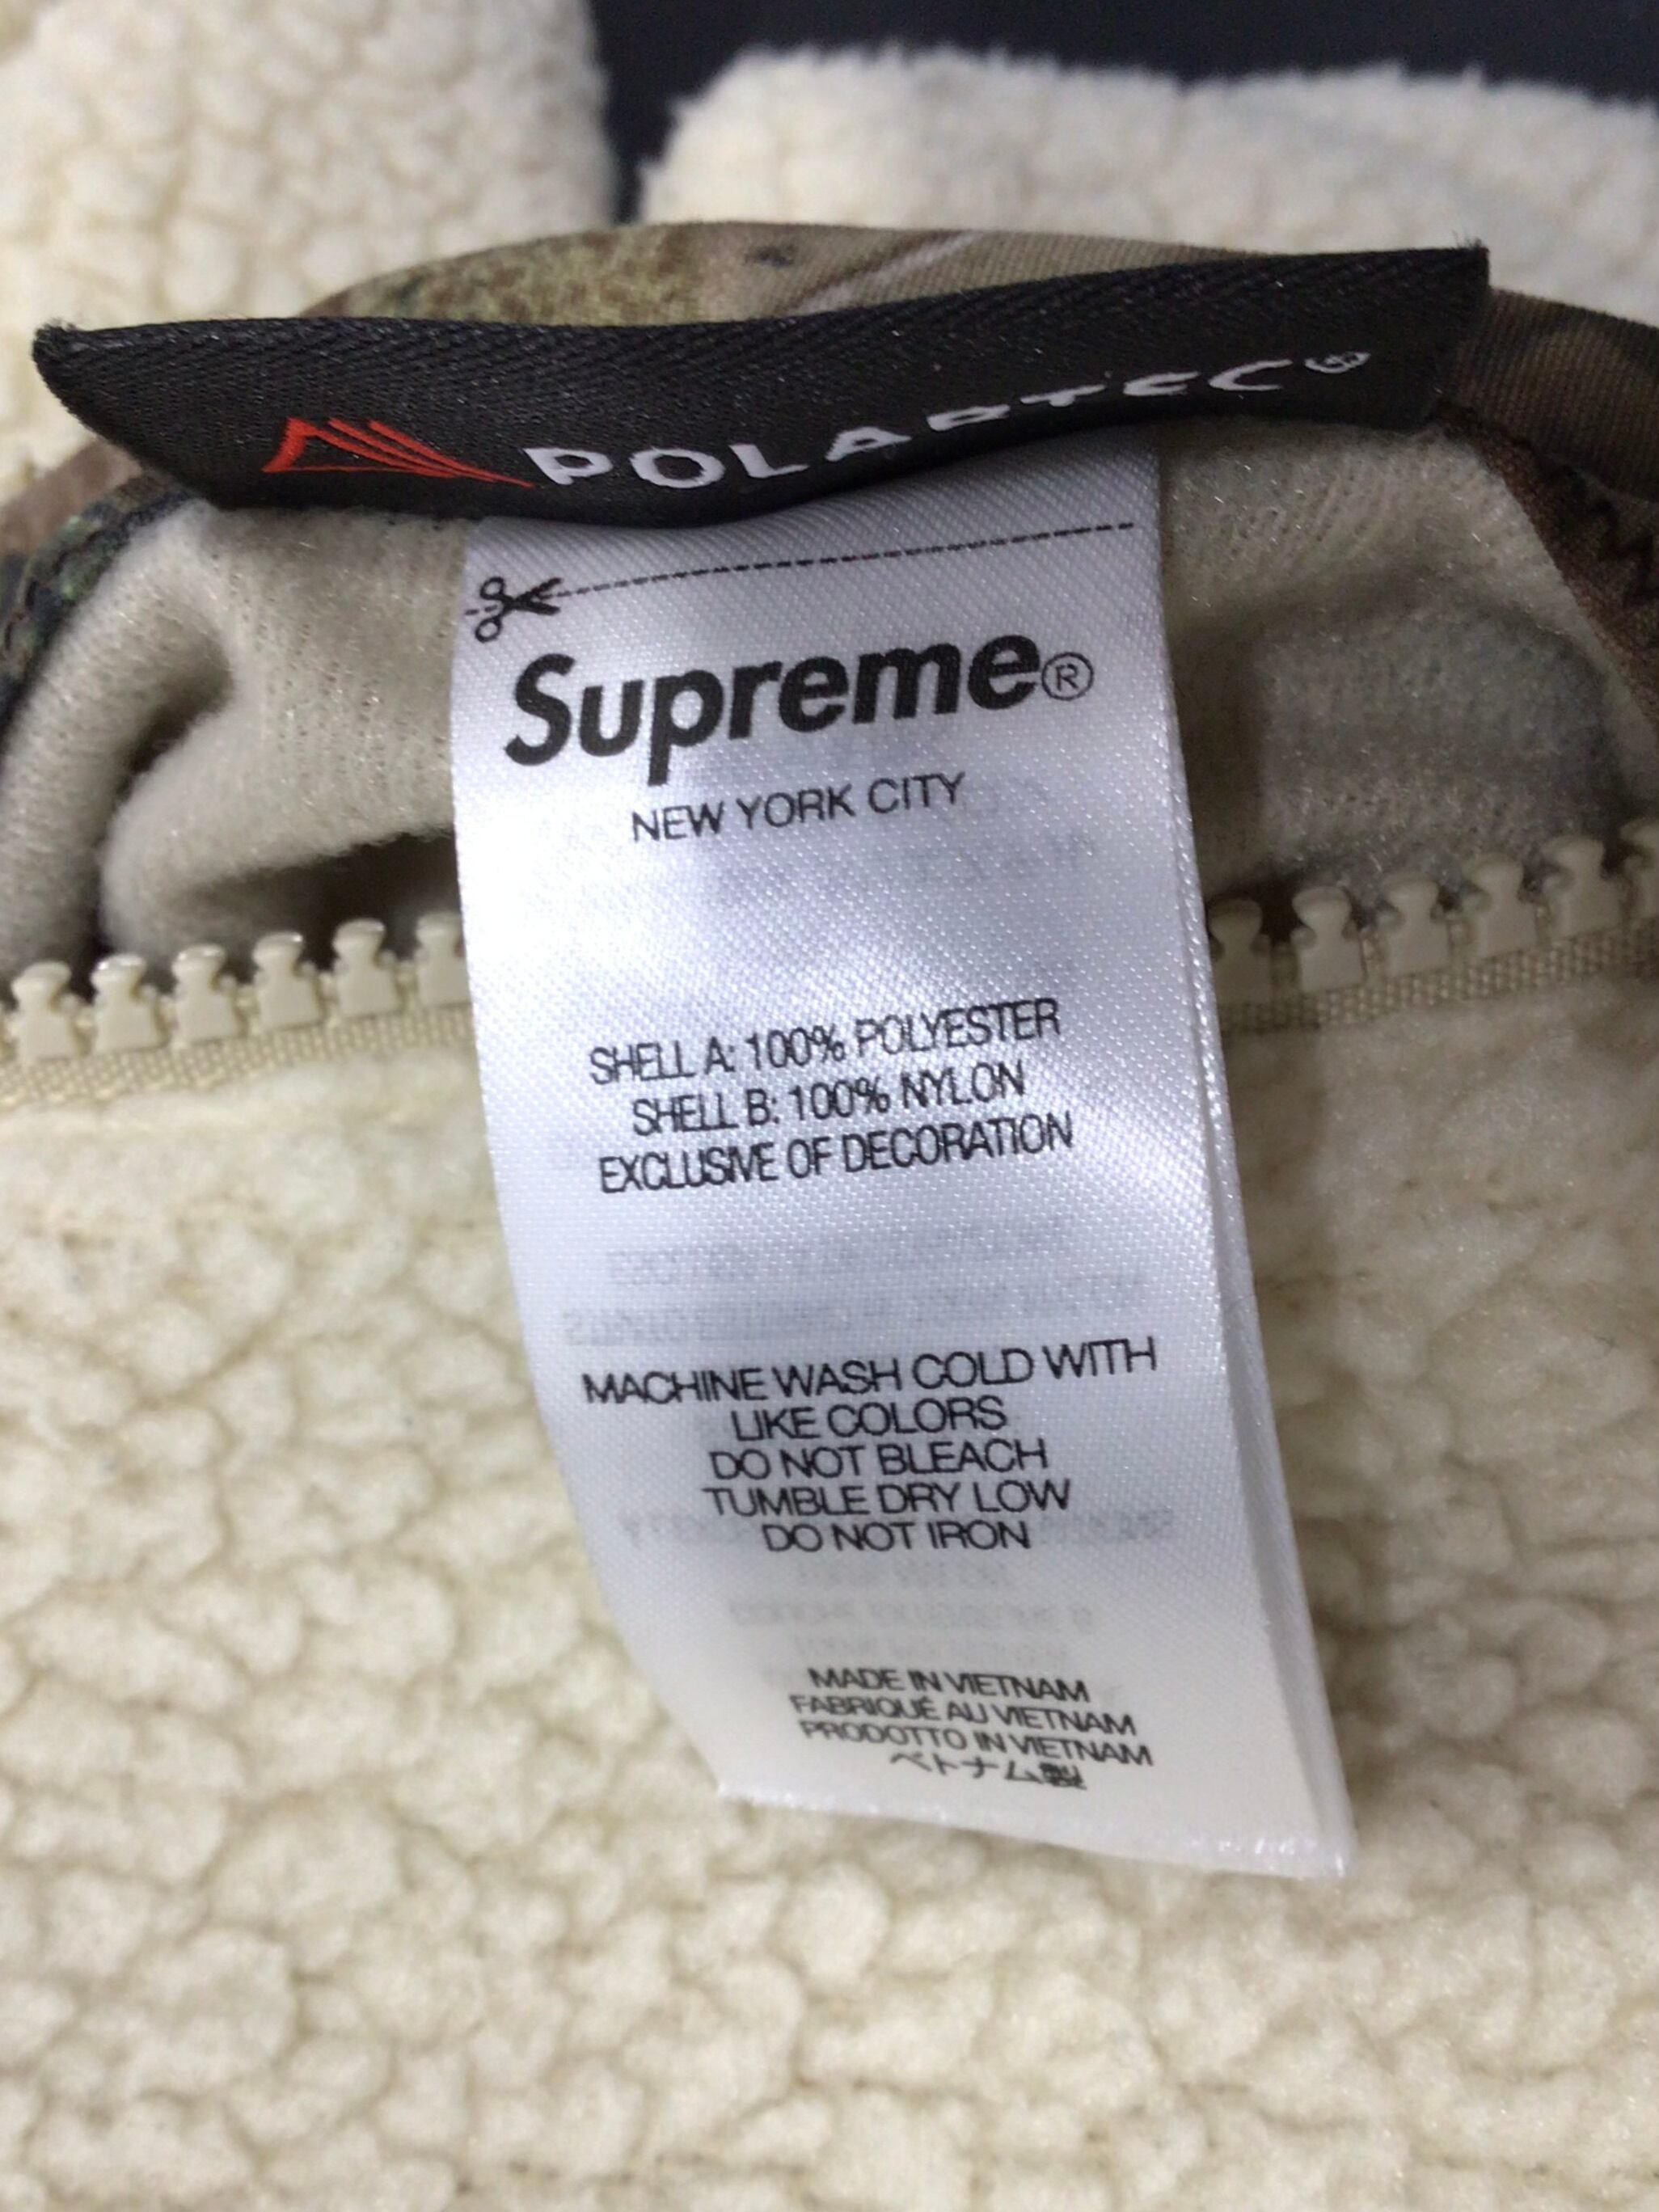 POLARTEC®
Supreme®
NEW YORK CITY
SHELL A: 100% POLYESTER
SHELL B: 100% NYLON
EXCLUSIVE OF DECORATION
MACHINE WASH COLD WITH
LIKE COLORS
DO NOT BLEACH
TUMBLE DRY LOW
DO NOT IRON
MADE IN VIETNAM
FABRIQUÉ AU VIETNAM
PRODOTTO IN VIETNAM
ベトナム製